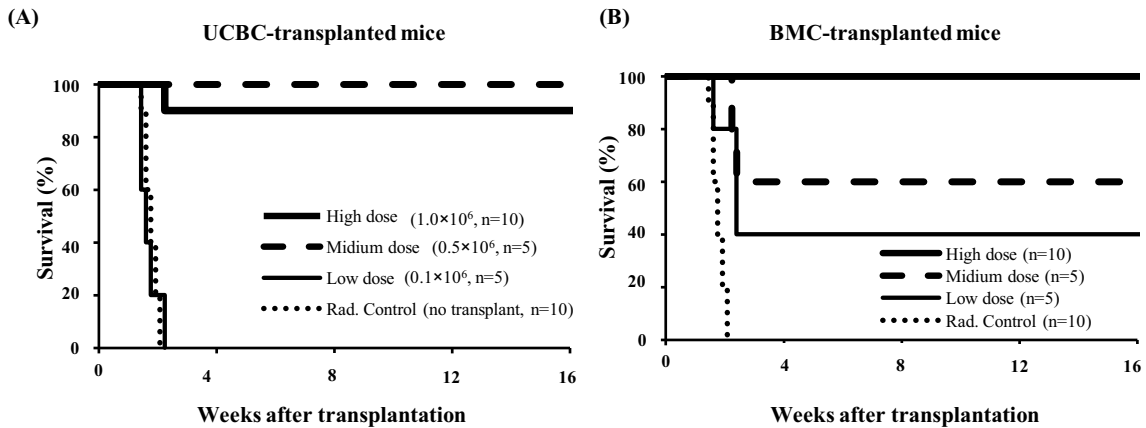 (A)
UCBC-transplanted mice
100
80
60
40
20
0
Survival (%)
High dose (1.0×10⁶, n=10)
Midium dose (0.5×10⁶, n=5)
Low dose (0.1×10⁶, n=5)
Rad. Control (no transplant, n=10)
0 4 8 12 16
Weeks after transplantation
(B)
BMC-transplanted mice
100
80
60
40
20
0
Survival (%)
High dose (n=10)
Midium dose (n=5)
Low dose (n=5)
Rad. Control (n=10)
0 4 8 12 16
Weeks after transplantation